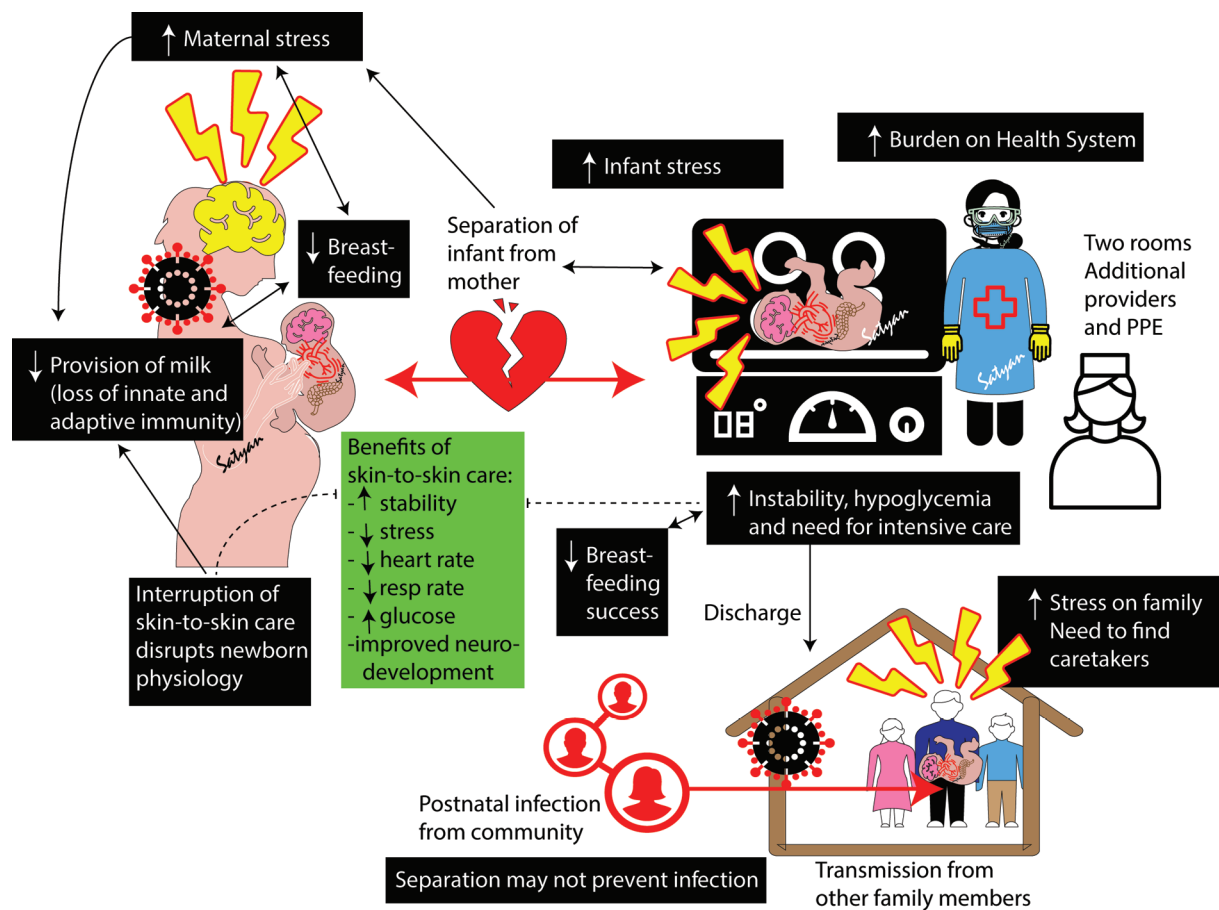 ↑ Maternal stress
↑ Burden on Health System
↑ Infant stress
Separation of
infant from
mother
↓ Breast-
feeding
Two rooms
Additional
providers
and PPE
↓ Provision of milk
(loss of innate and
adaptive immunity)
Satyan
Satyan
Satyan
Satyan
Benefits of
skin-to-skin care:
- ↑ stability
- ↓ stress
- ↓ heart rate
- ↓ resp rate
- ↑ glucose
-improved neuro-
development
↑ Instability, hypoglycemia
and need for intensive care
↓ Breast-
feeding
success
Interruption of
skin-to-skin care
disrupts newborn
physiology
Discharge
↑ Stress on family
Need to find
caretakers
Postnatal infection
from community
Separation may not prevent infection
Transmission from
other family members